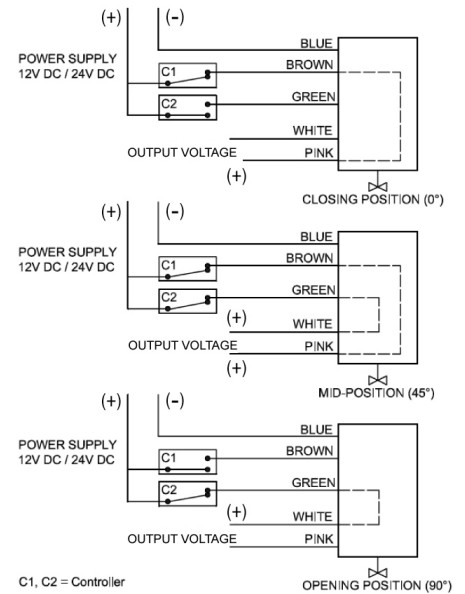 (+) (-)
BLUE
POWER SUPPLY
12V DC / 24V DC
C1
BROWN
C2
GREEN
WHITE
OUTPUT VOLTAGE
PINK
(+)
CLOSING POSITION (0°)
(+) (-)
BLUE
POWER SUPPLY
12V DC / 24V DC
C1
BROWN
C2
GREEN
(+)
WHITE
OUTPUT VOLTAGE
PINK
(+)
MID-POSITION (45°)
(+) (-)
BLUE
POWER SUPPLY
12V DC / 24V DC
C1
BROWN
C2
GREEN
(+)
WHITE
OUTPUT VOLTAGE
PINK
C1, C2 = Controller
OPENING POSITION (90°)